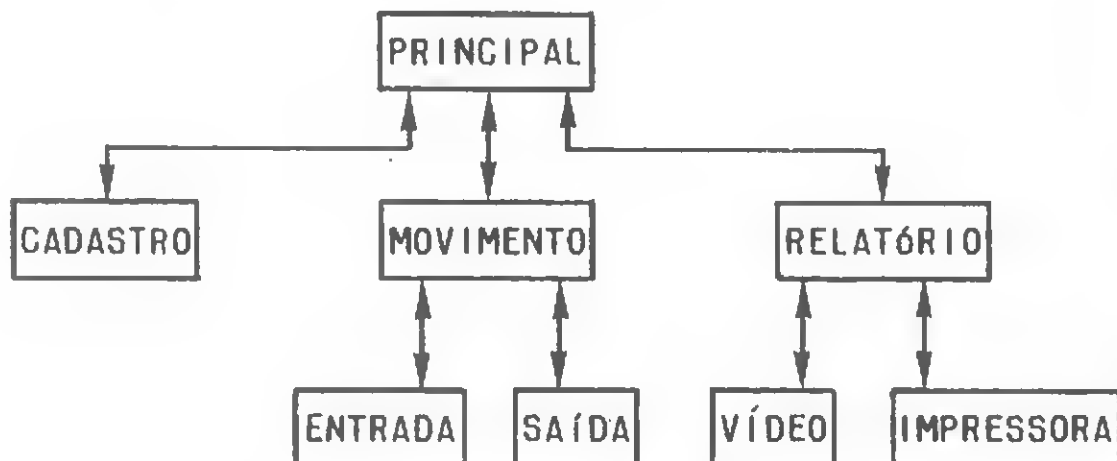 PRINCIPAL
CADASTRO
MOVIMENTO
RELATÓRIO
ENTRADA
SAÍDA
VÍDEO
IMPRESSORA